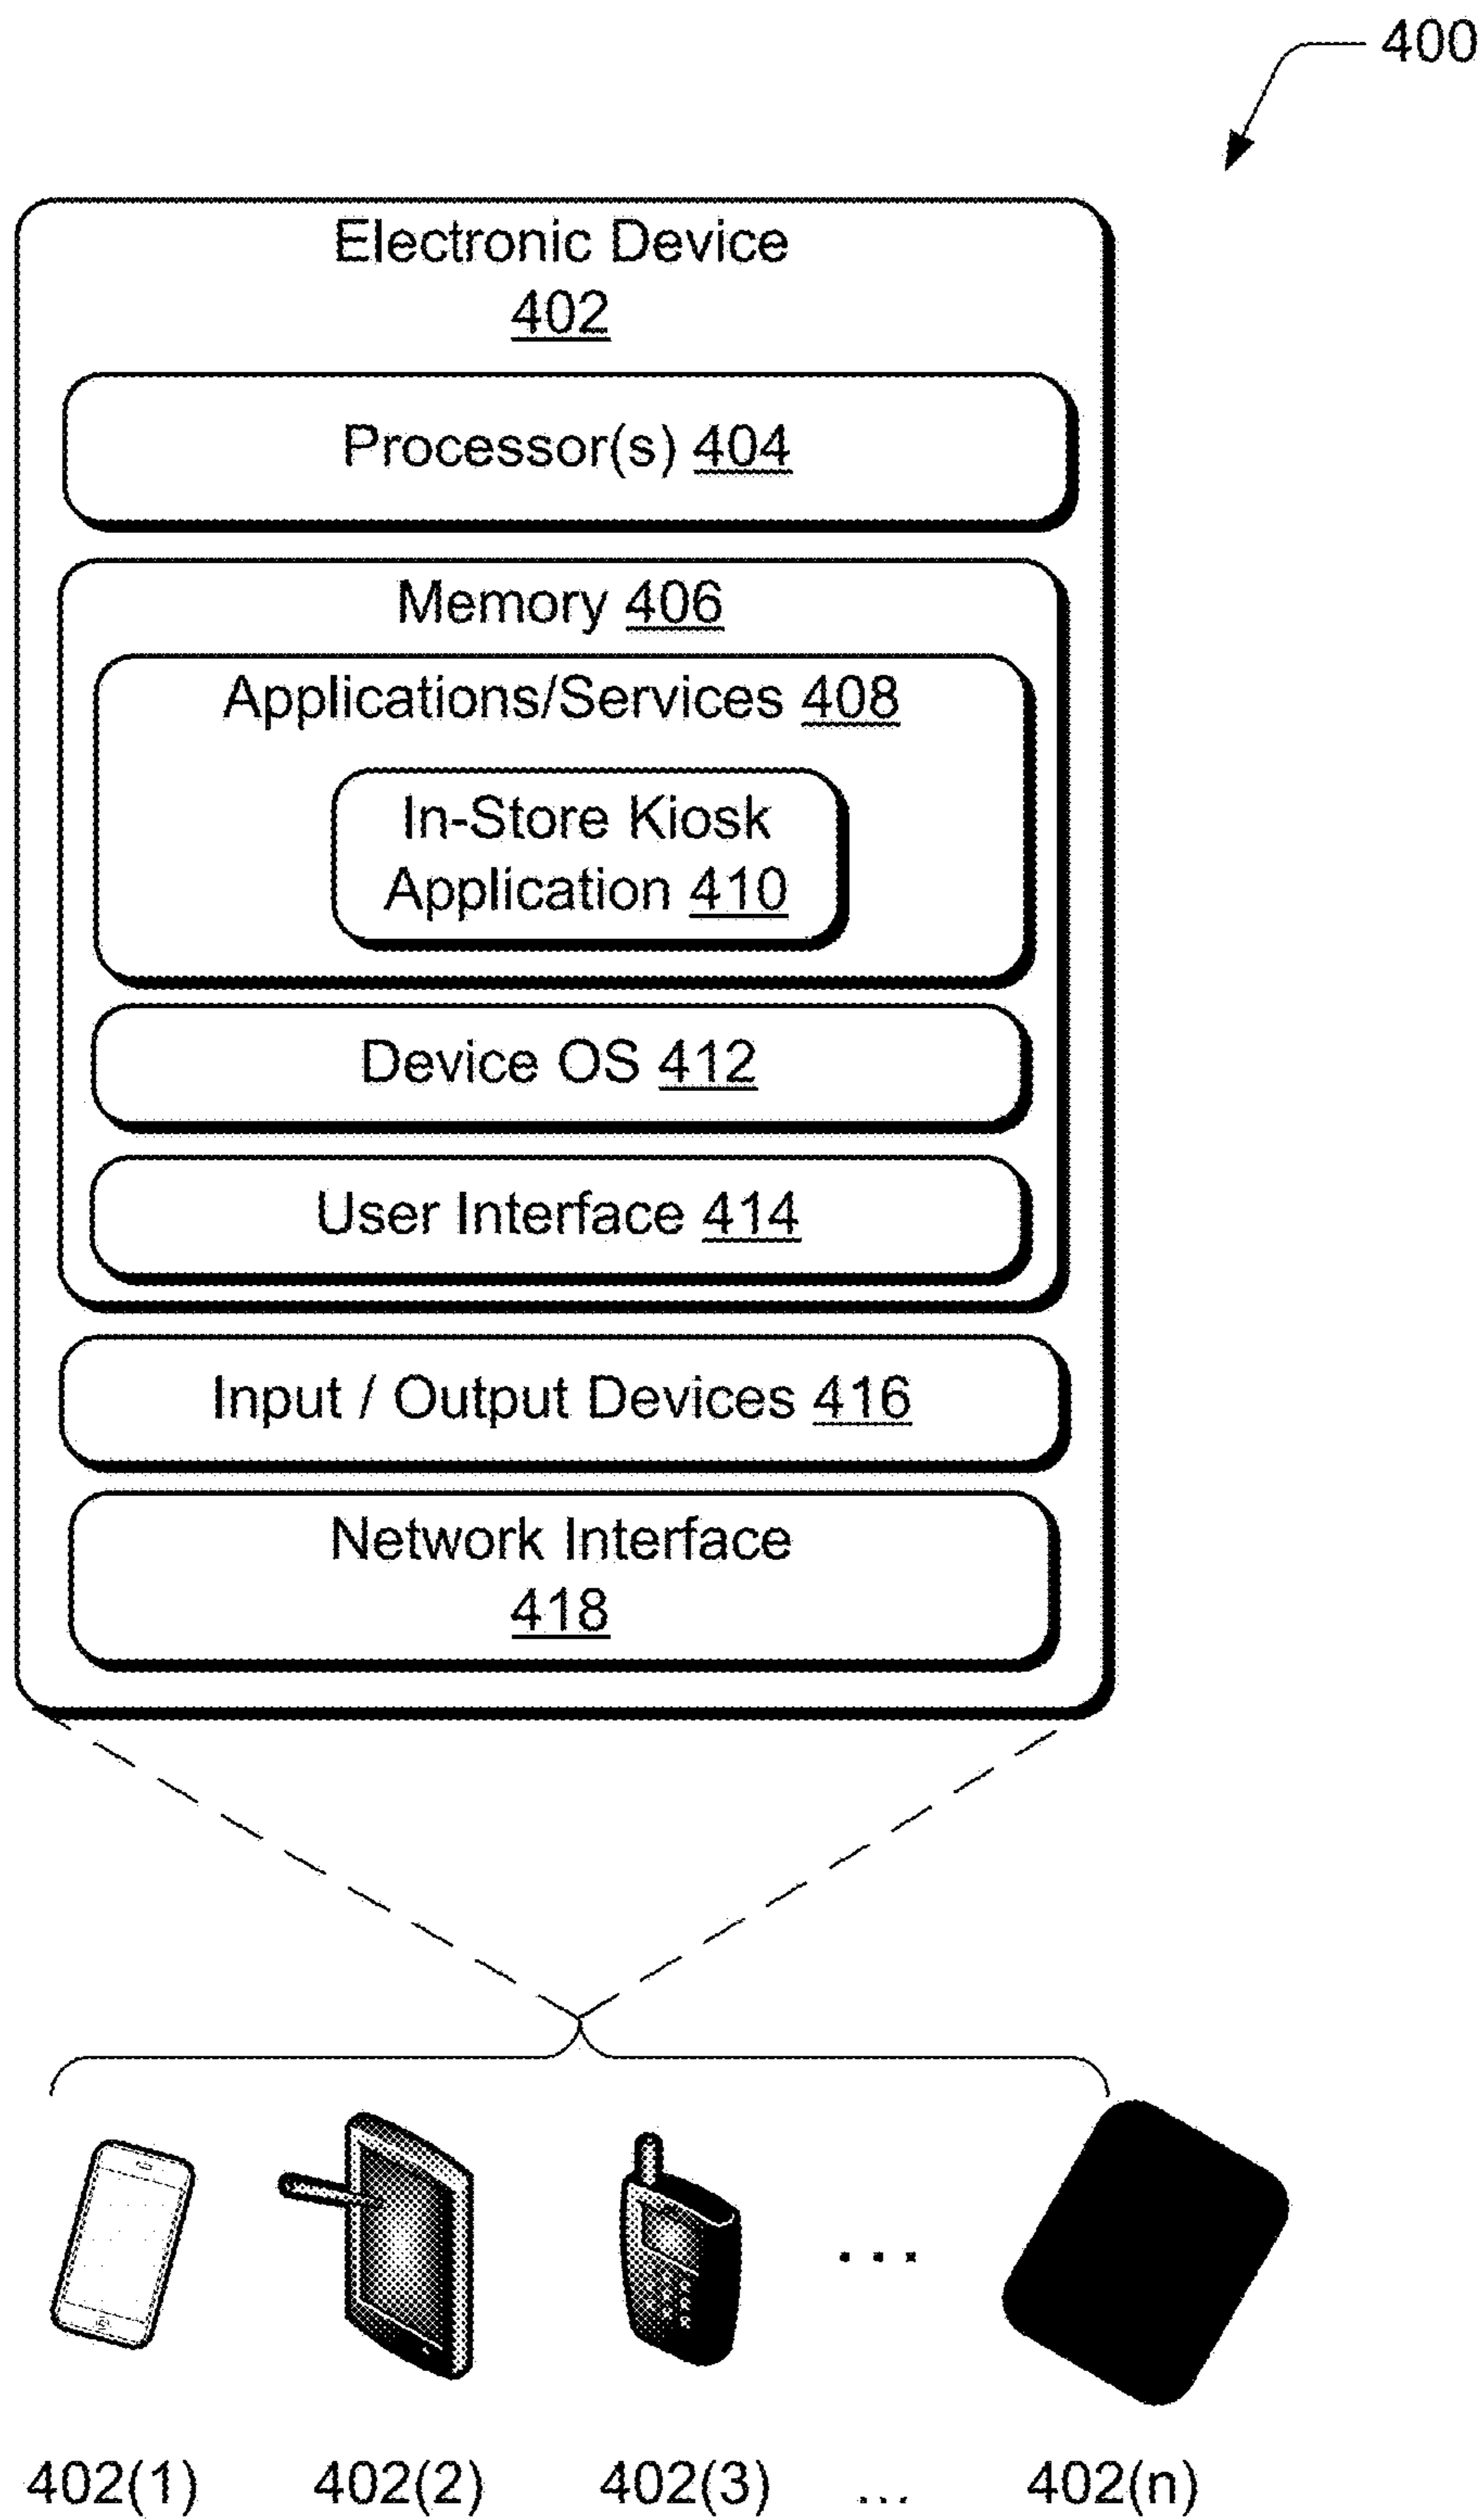 400
Electronic Device
402
Processor(s) 404
Memory 406
Applications/Services 408
In-Store Kiosk
Application 410
Device OS 412
User Interface 414
Input / Output Devices 416
Network Interface
418
...
402(1) 402(2) 402(3) ... 402(n)